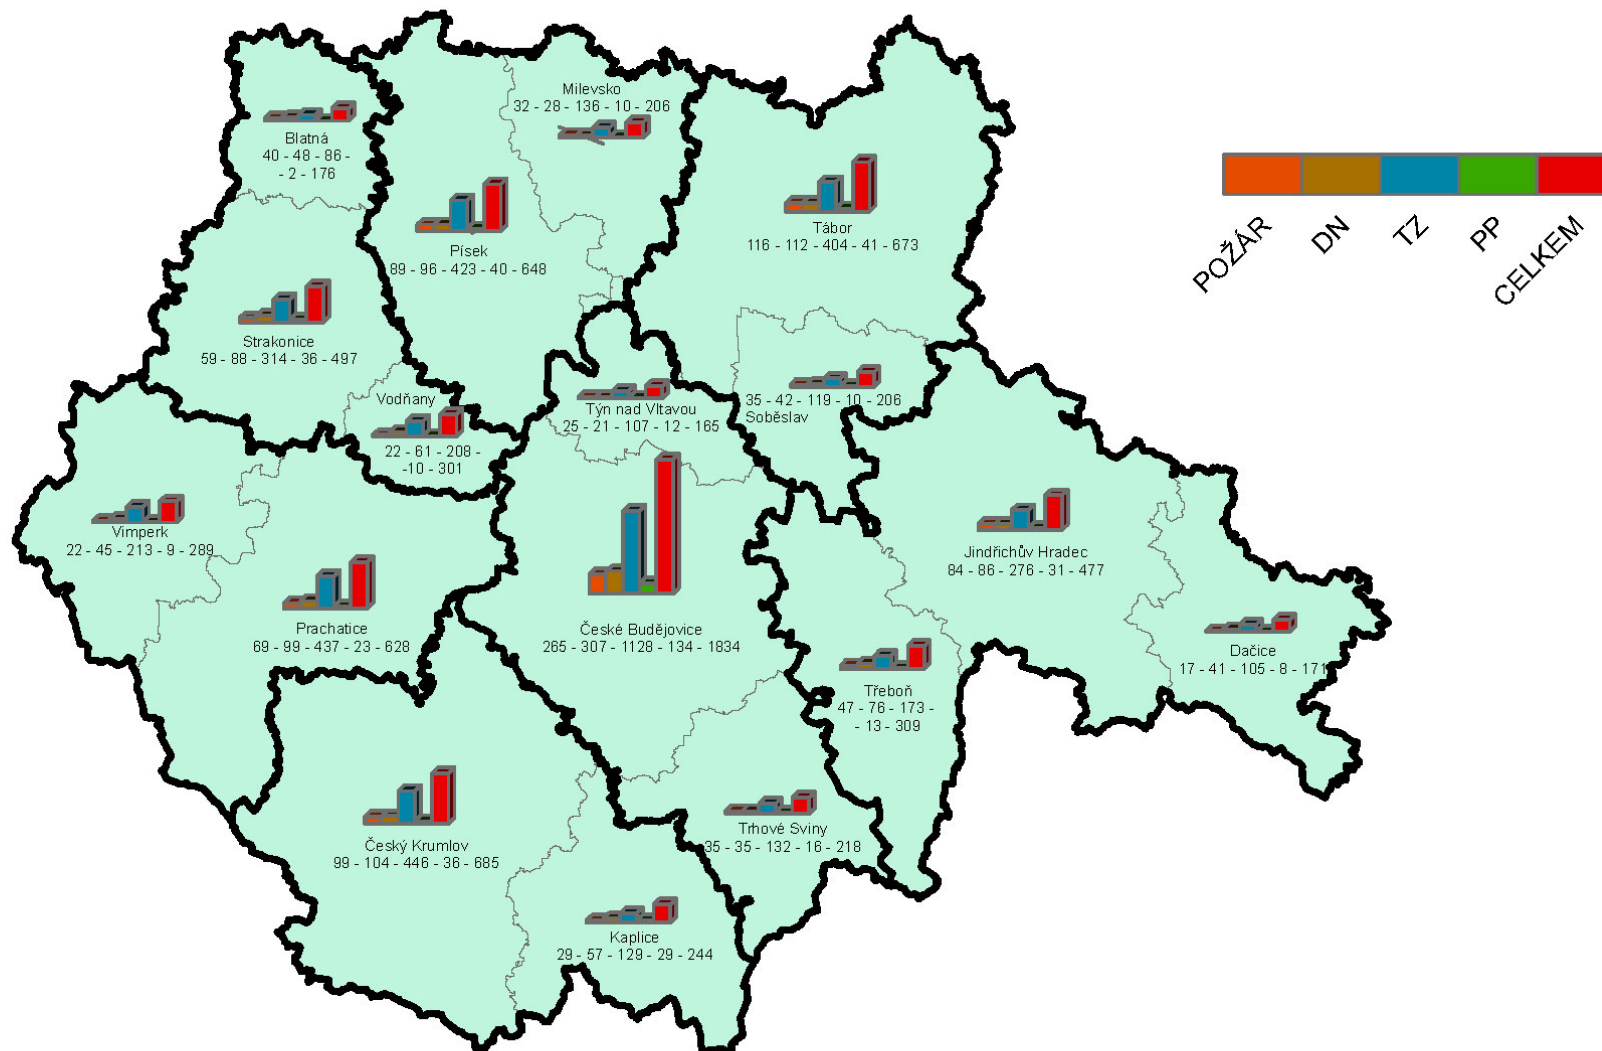 Milevsko
32 - 28 - 136 - 10 - 206
Blatná
40 - 48 - 86 -
- 2 - 176
Písek
89 - 96 - 423 - 40 - 648
Tábor
116 - 112 - 404 - 41 - 673
POŽÁR
DN
TZ
PP
CELKEM
Strakonice
59 - 88 - 314 - 36 - 497
Vodňany
22 - 61 - 208 -
-10 - 301
Týn nad Vltavou
25 - 21 - 107 - 12 - 165
35 - 42 - 119 - 10 - 206
Soběslav
Vimperk
22 - 45 - 213 - 9 - 289
Jindřichův Hradec
84 - 86 - 276 - 31 - 477
Prachatice
69 - 99 - 437 - 23 - 628
České Budějovice
265 - 307 - 1128 - 134 - 1834
Dačice
17 - 41 - 105 - 8 - 171
Třeboň
47 - 76 - 173 -
- 13 - 309
Český Krumlov
99 - 104 - 446 - 36 - 685
Trhové Sviny
35 - 35 - 132 - 16 - 218
Kaplice
29 - 57 - 129 - 29 - 244